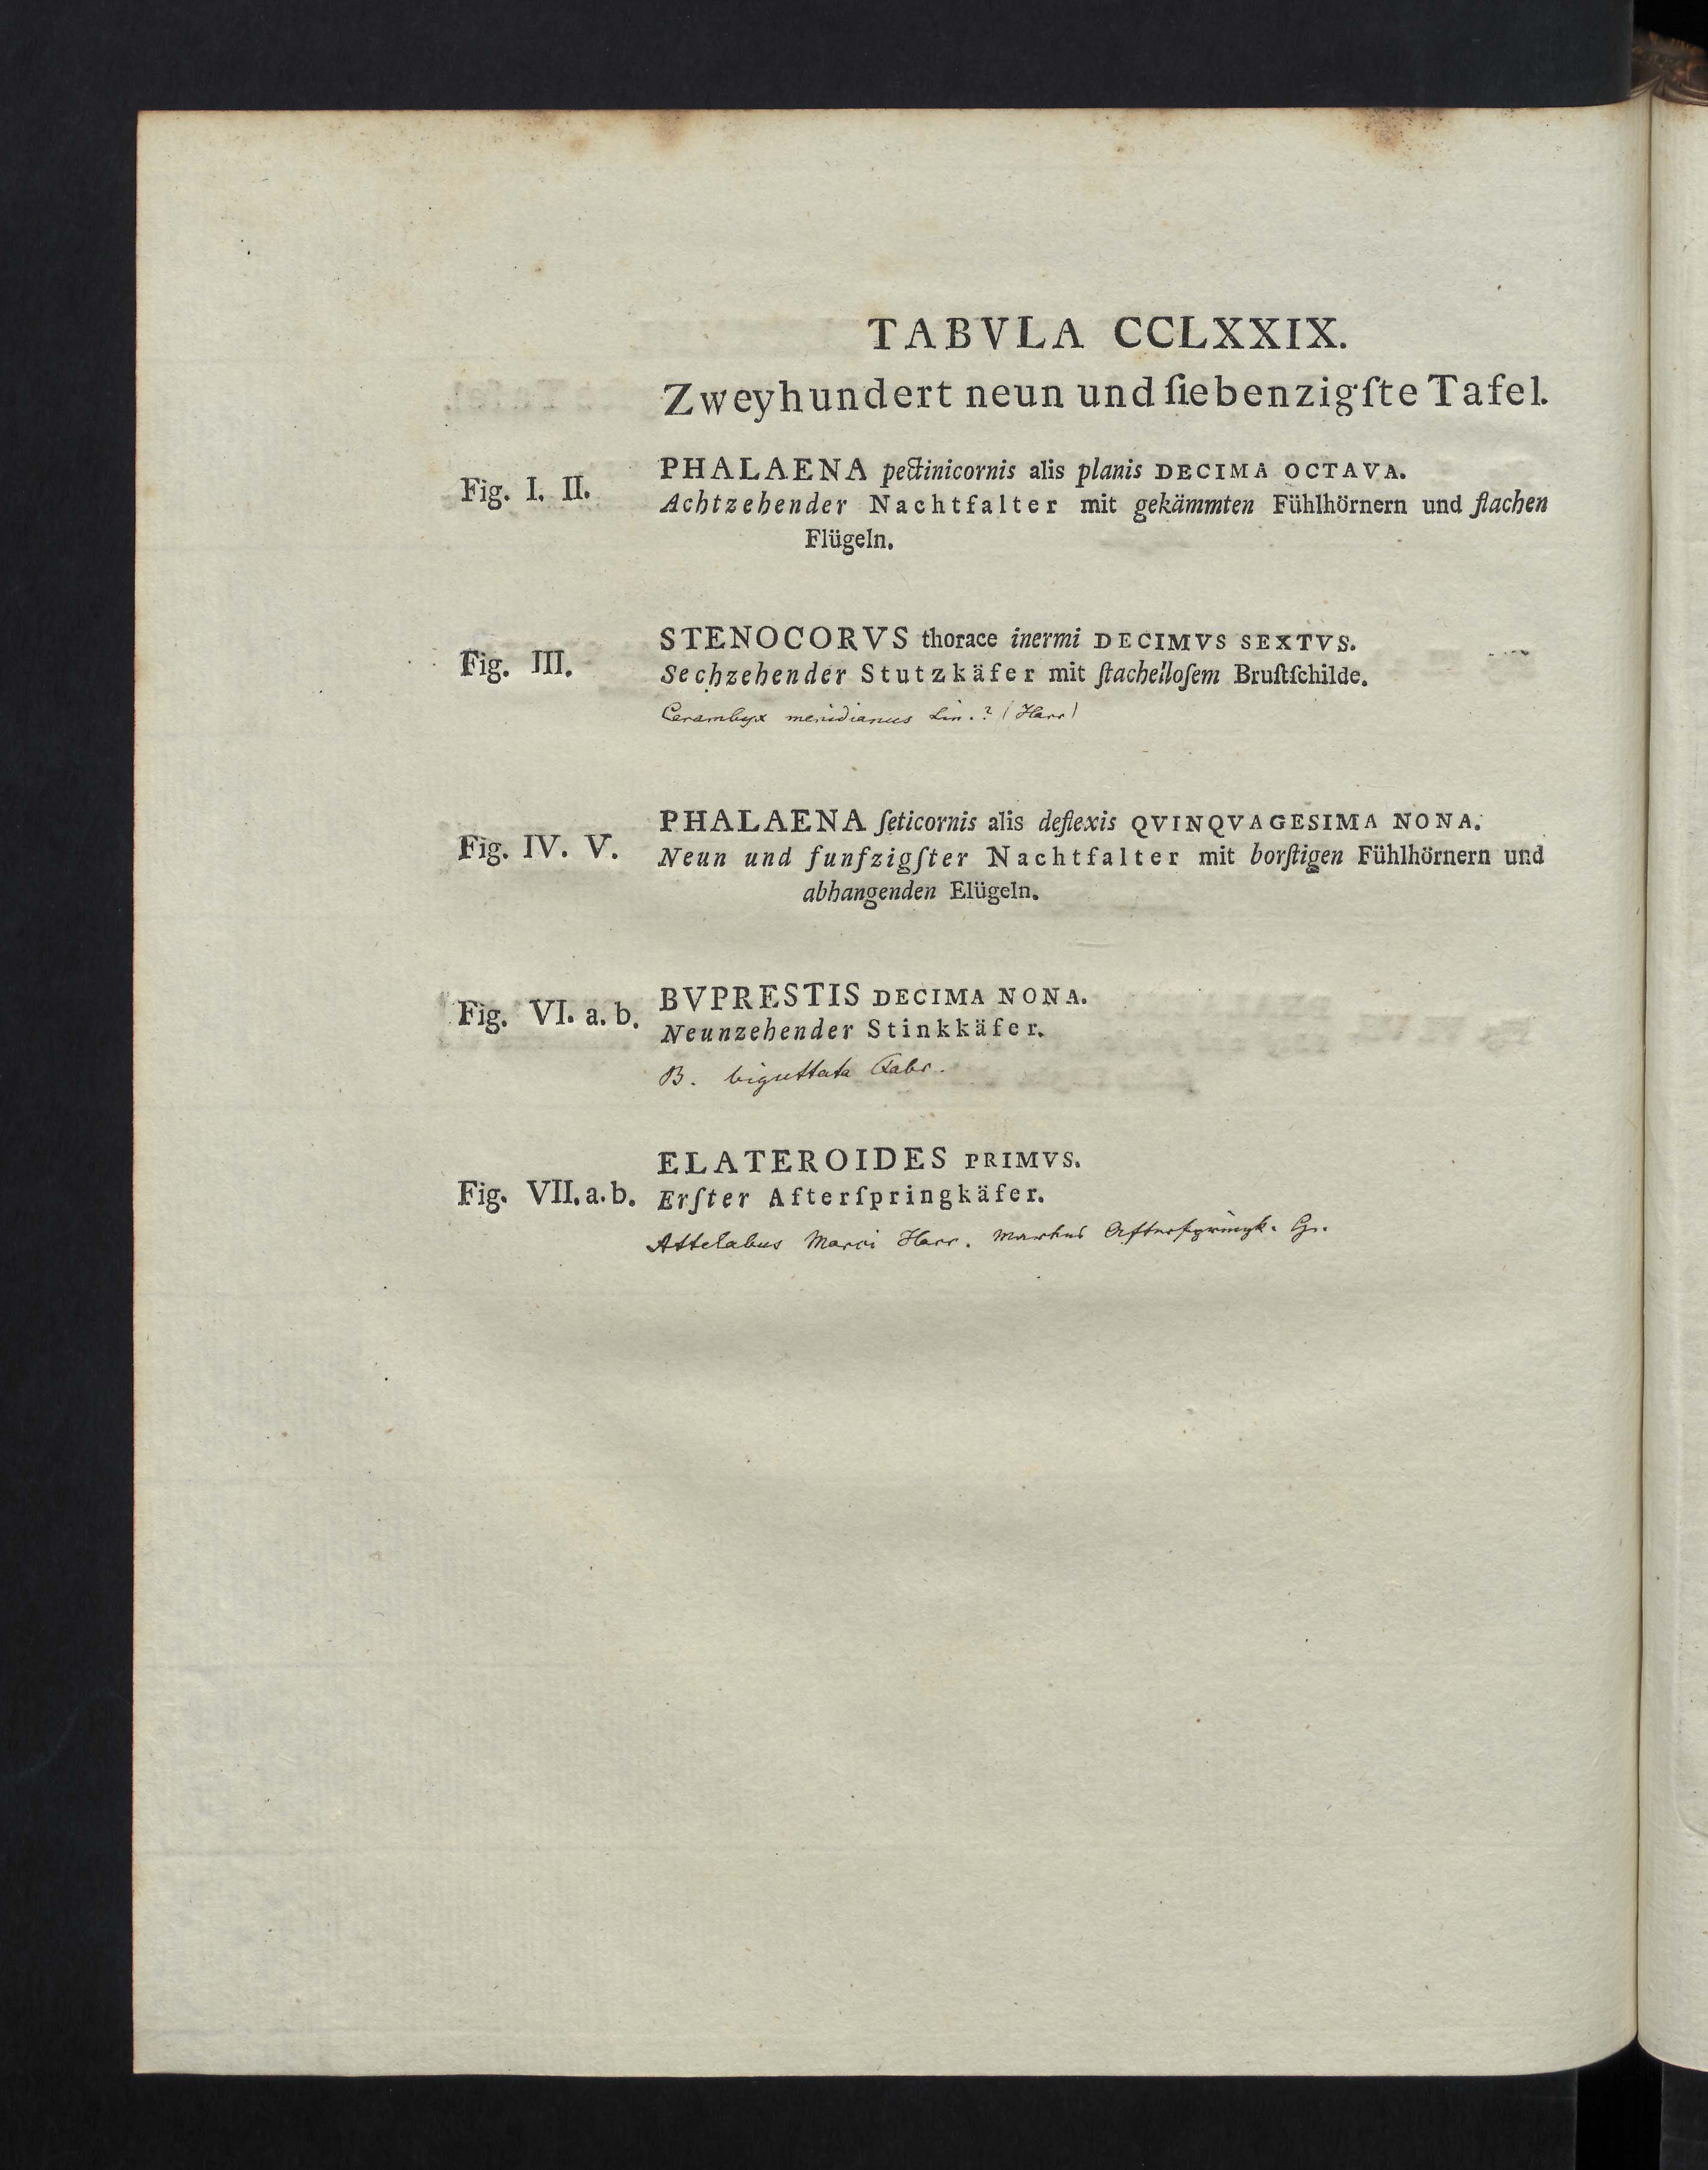 TABVLA CCLXXIX.
Zweyhundert neun und ſiebenzigſte Tafel.
Fig. I. II. PHALAENA pectinicornis alis planis DECIMA OCTAVA.
Achtzehender Nachtfalter mit gekämmten Fühlhörnern und flachen
Flügeln.
Fig. III. STENOCORVS thorace inermi DECIMVS SEXTVS.
Sechzehender Stutzkäfer mit ſtachelloſem Bruſtſchilde.
Cerambyx meridianus Lin.? (Harr)
Fig. IV. V. PHALAENA ſeticornis alis deflexis QVINQVAGESIMA NONA.
Neun und funfzigſter Nachtfalter mit borſtigen Fühlhörnern und
abhangenden Elügeln.
Fig. VI. a. b. BVPRESTIS DECIMA NONA.
Neunzehender Stinkkäfer.
B. biguttata Fabr.
Fig. VII. a. b. ELATEROIDES PRIMVS.
Erſter Afterſpringkäfer.
Attelabus Marci Harr. Afterſpringk. G.